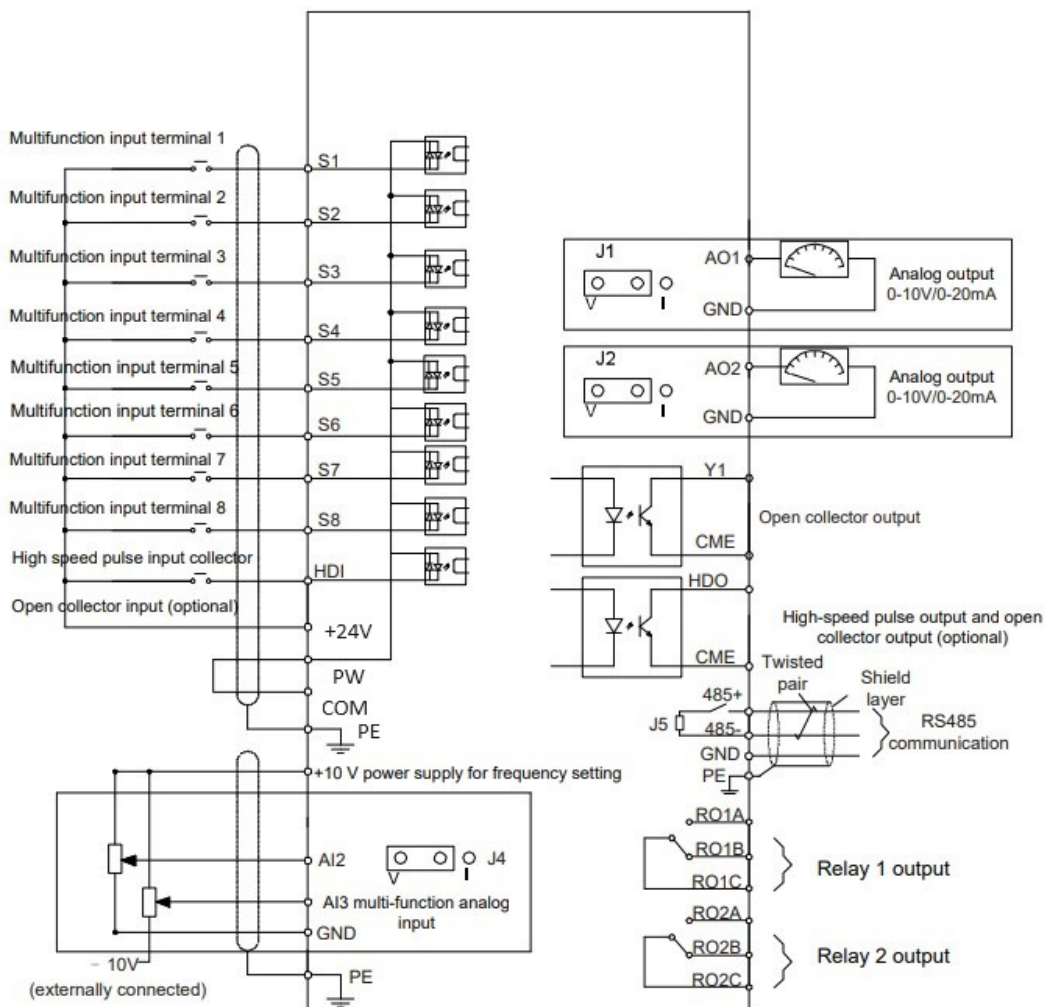 Multifunction input terminal 1
S1
Multifunction input terminal 2
S2
Multifunction input terminal 3
S3
Multifunction input terminal 4
S4
Multifunction input terminal 5
S5
Multifunction input terminal 6
S6
Multifunction input terminal 7
S7
Multifunction input terminal 8
S8
High speed pulse input collector
HDI
Open collector input (optional)
+24V
PW
COM
PE
+10 V power supply for frequency setting
AI2
V
I
J4
AI3 multi-function analog
input
GND
- 10V
(externally connected)
PE
J1
V
I
AO1
GND
Analog output
0-10V/0-20mA
J2
V
I
AO2
GND
Analog output
0-10V/0-20mA
Y1
CME
Open collector output
HDO
CME
High-speed pulse output and open
collector output (optional)
Twisted
pair
Shield
layer
485+
J5
485-
GND
PE
RS485
communication
RO1A
RO1B
RO1C
Relay 1 output
RO2A
RO2B
RO2C
Relay 2 output